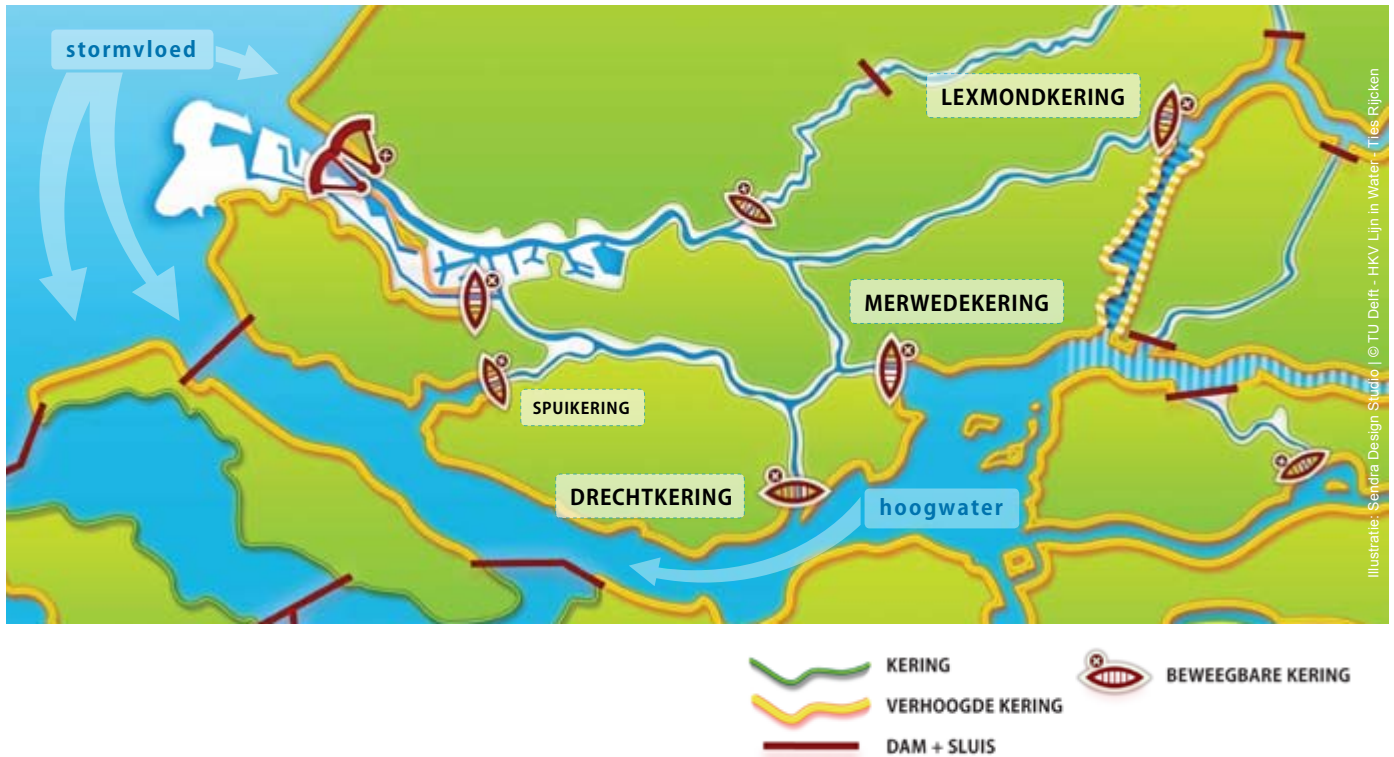 stormvloed
LEXMONDKERING
MERWEDEKERING
SPUIKERING
DRECHTKERING
hoogwater
Illustratie: Sendra Design Studio | © TU Delft - HKV Lijn in Water - Ties Rijcken
KERING
VERHOOGDE KERING
DAM + SLUIS
BEWEEGBARE KERING